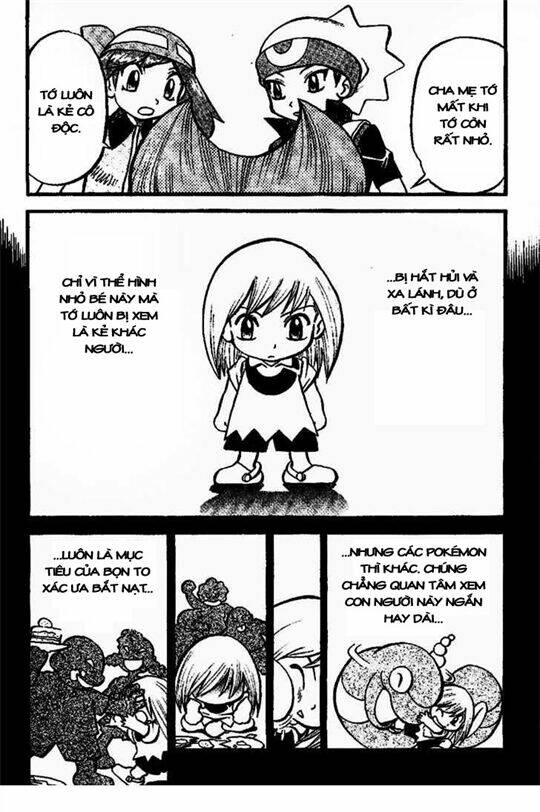 CHA MẸ TỚ
MẤT KHI
TỚ CÒN
RẤT NHỎ.
TỚ LUÔN
LÀ KẺ CÔ
ĐỘC.
...BỊ HẮT HỦI VÀ
XA LÁNH, DÙ Ở
BẤT KÌ ĐÂU...
CHỈ VÌ THỂ HÌNH
NHỎ BÉ NÀY MÀ
TỚ LUÔN BỊ XEM
LÀ KẺ KHÁC
NGƯỜI...
...NHƯNG CÁC POKÉMON
THÌ KHÁC. CHÚNG
CHẲNG QUAN TÂM XEM
CON NGƯỜI NÀY NGẮN
HAY DÀI...
...LUÔN LÀ MỤC
TIÊU CỦA BỌN TO
XÁC ƯA BẮT NẠT...